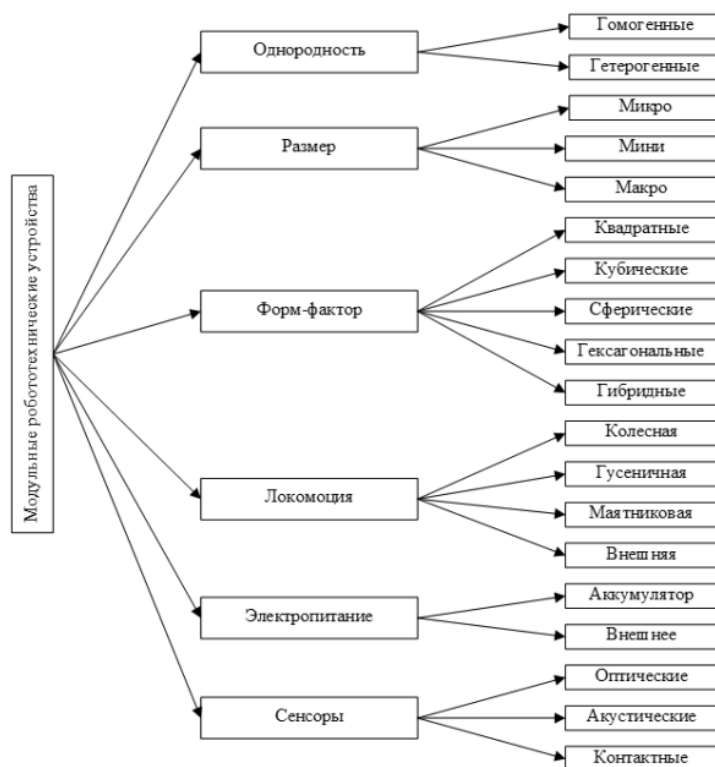 Модульные робототехнические устройства
Однородность
Гомогенные
Гетерогенные
Размер
Микро
Мини
Макро
Форм-фактор
Квадратные
Кубические
Сферические
Гексагональные
Гибридные
Локомоция
Колесная
Гусеничная
Маятниковая
Внешняя
Электропитание
Аккумулятор
Внешнее
Сенсоры
Оптические
Акустические
Контактные